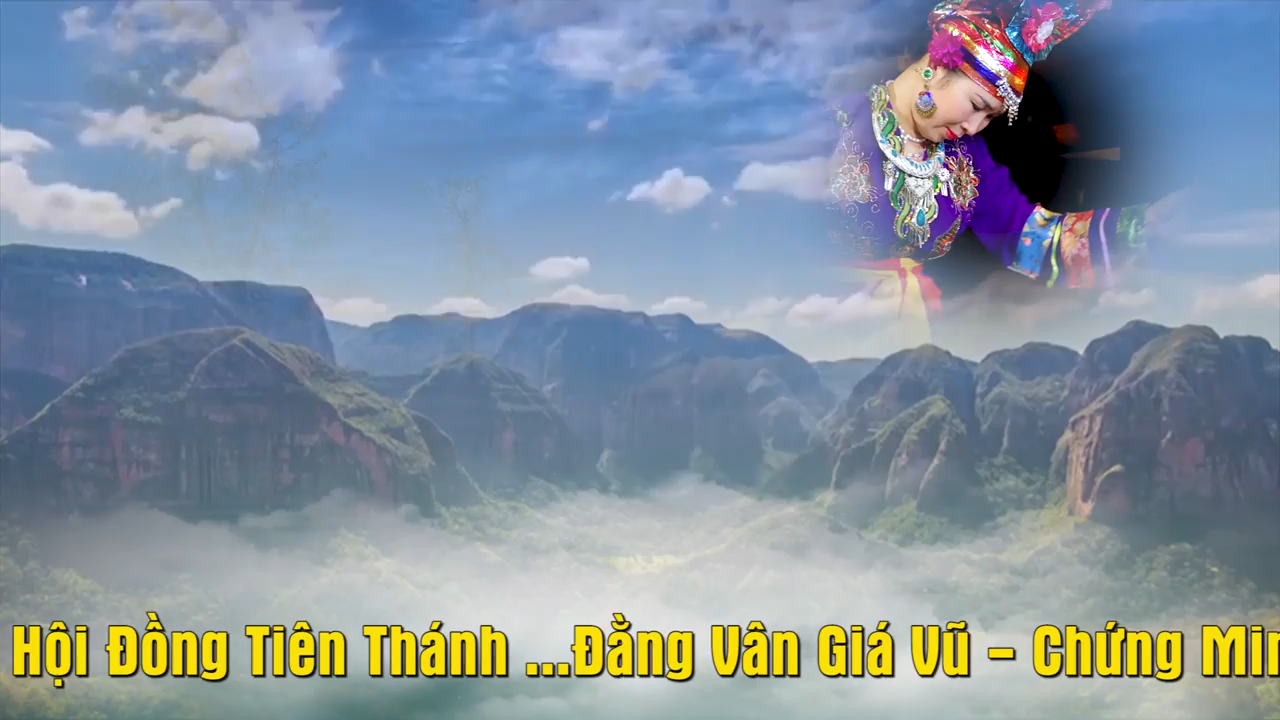 Hội Đồng Tiên Thánh ...Đằng Vân Giá Vũ - Chứng